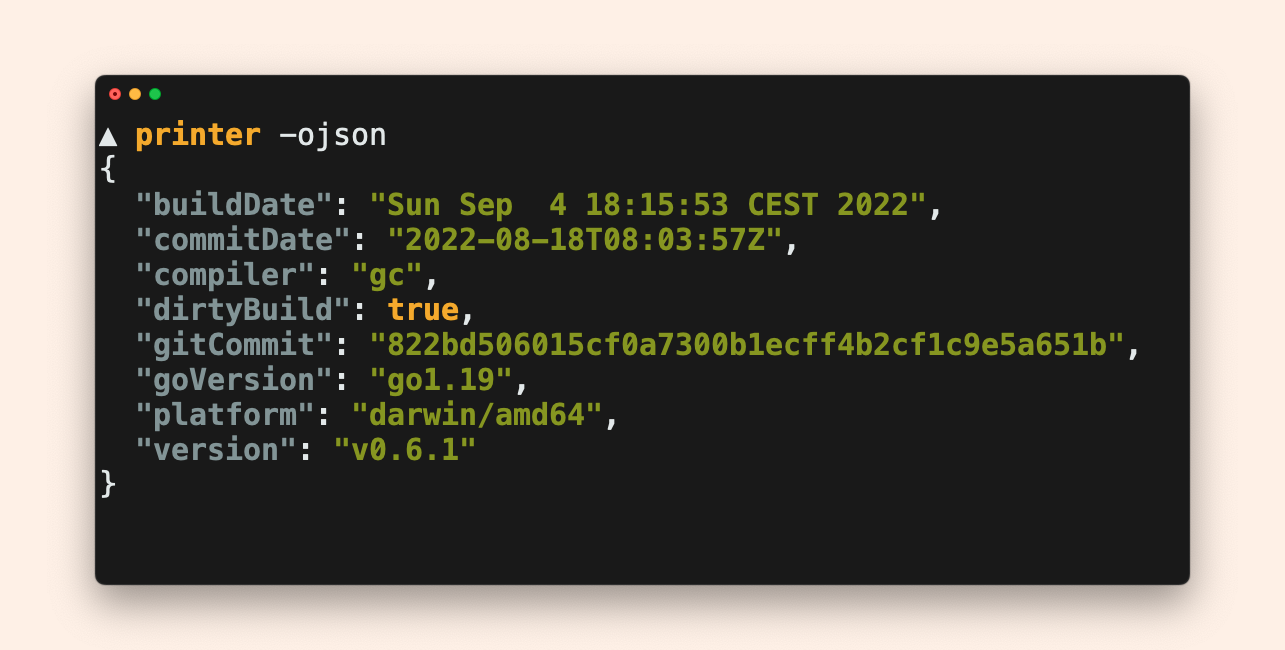 ▲ printer -ojson
{
  "buildDate": "Sun Sep  4 18:15:53 CEST 2022",
  "commitDate": "2022-08-18T08:03:57Z",
  "compiler": "gc",
  "dirtyBuild": true,
  "gitCommit": "822bd506015cf0a7300b1ecff4b2cf1c9e5a651b",
  "goVersion": "go1.19",
  "platform": "darwin/amd64",
  "version": "v0.6.1"
}